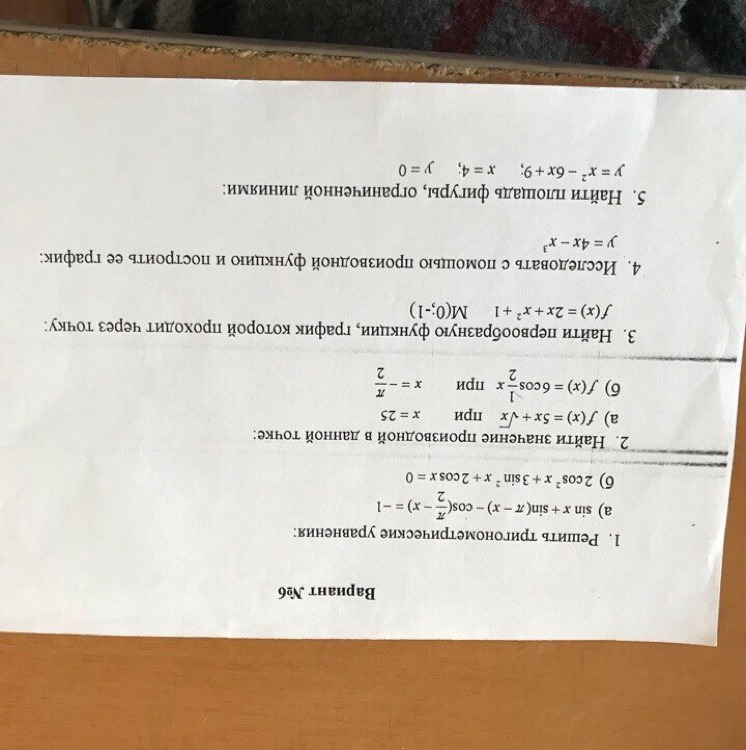 Вариант №6
1. Решить тригонометрические уравнения:
а) sin x + sin(π − x) − cos(π/2 − x) = −1
б) 2cos² x + 3sin² x + 2cos x = 0
2. Найти значение производной в данной точке:
а) f(x) = 5x + √x при x = 25
б) f(x) = 6cos 1/2 x при x = − π/2
3. Найти первообразную функции, график которой проходит через точку:
f(x) = 2x + x² + 1 М(0;-1)
4. Исследовать с помощью производной функцию и построить ее график:
y = 4x − x³
5. Найти площадь фигуры, ограниченной линиями:
y = x² − 6x + 9; x = 4; y = 0